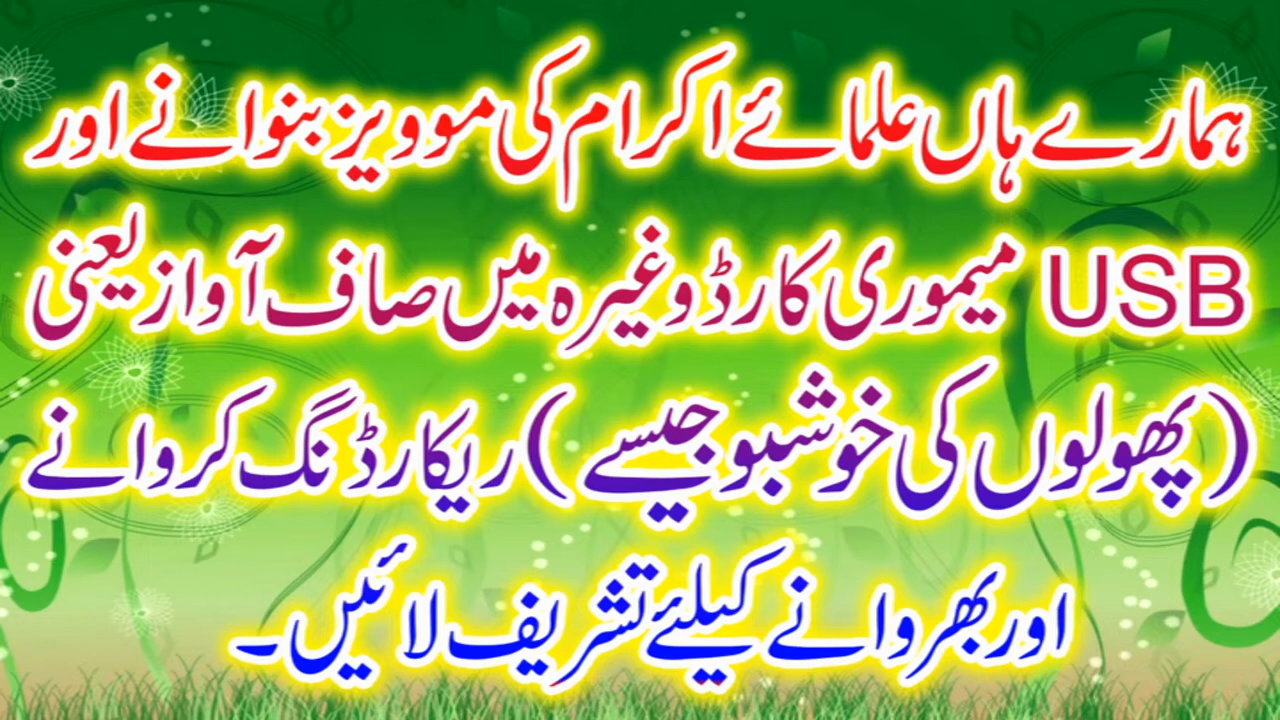 ہمارے ہاں علمائے اکرام کی موویز بنوانے اور
USB میموری کارڈ وغیرہ میں صاف آواز یعنی
(پھولوں کی خوشبو جیسے) ریکارڈنگ کروانے
اور بھروانے کیلئے تشریف لائیں۔